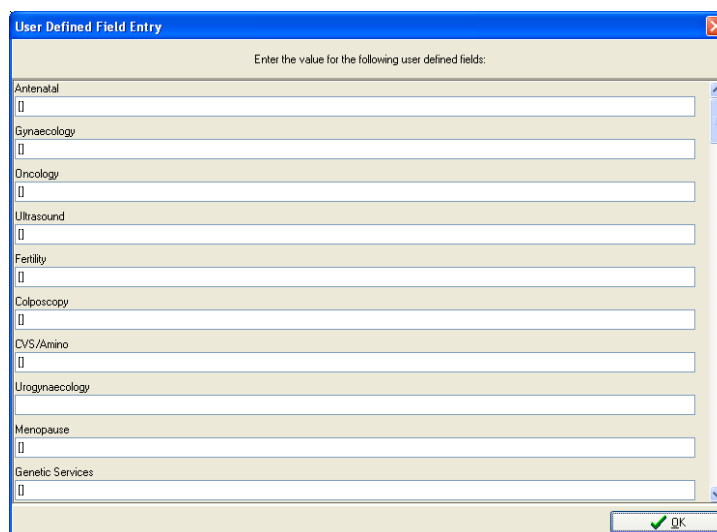 User Defined Field Entry
Enter the value for the following user defined fields:
Antenatal
[]
Gynaecology
[]
Oncology
[]
Ultrasound
[]
Fertility
[]
Colposcopy
[]
CVS/Amino
[]
Urogynaecology
Menopause
[]
Genetic Services
[]
OK